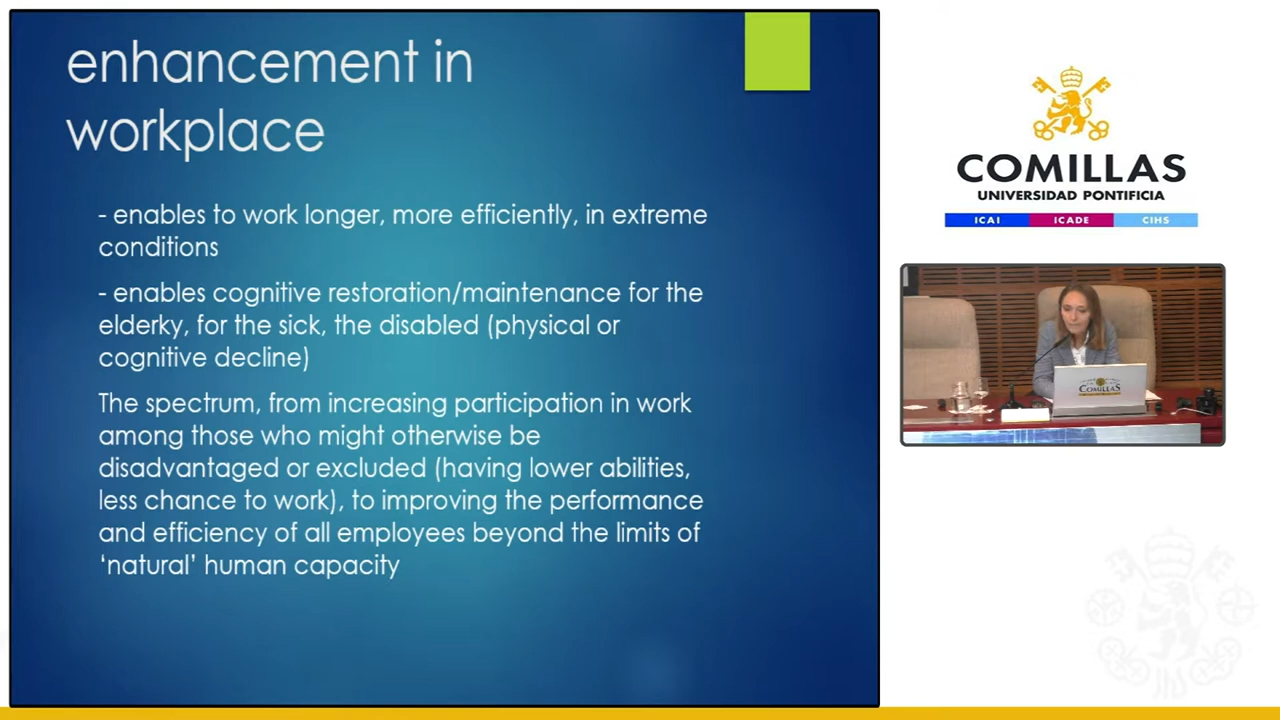 enhancement in
workplace
- enables to work longer, more efficiently, in extreme
conditions
- enables cognitive restoration/maintenance for the
elderky, for the sick, the disabled (physical or
cognitive decline)
The spectrum, from increasing participation in work
among those who might otherwise be
disadvantaged or excluded (having lower abilities,
less chance to work), to improving the performance
and efficiency of all employees beyond the limits of
‘natural’ human capacity
COMILLAS
UNIVERSIDAD PONTIFICIA
ICAI ICADE CIHS
COMILLAS